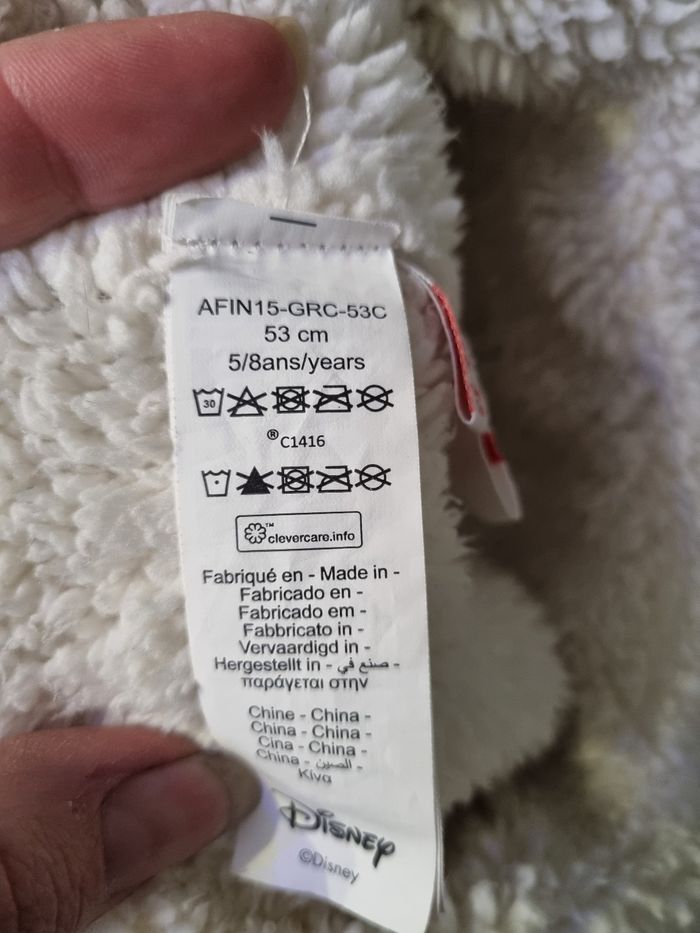 AFIN15-GRC-53C
53 cm
5/8ans/years
30
® C1416
™ clevercare.info
Fabriqué en - Made in -
Fabricado en -
Fabricado em -
Fabbricato in -
Vervaardigd in -
Hergestellt in - صنع في -
παράγεται στην
Chine - China -
China - China -
Cina - China -
China - الصين -
Κίνα
DISNEY
©Disney